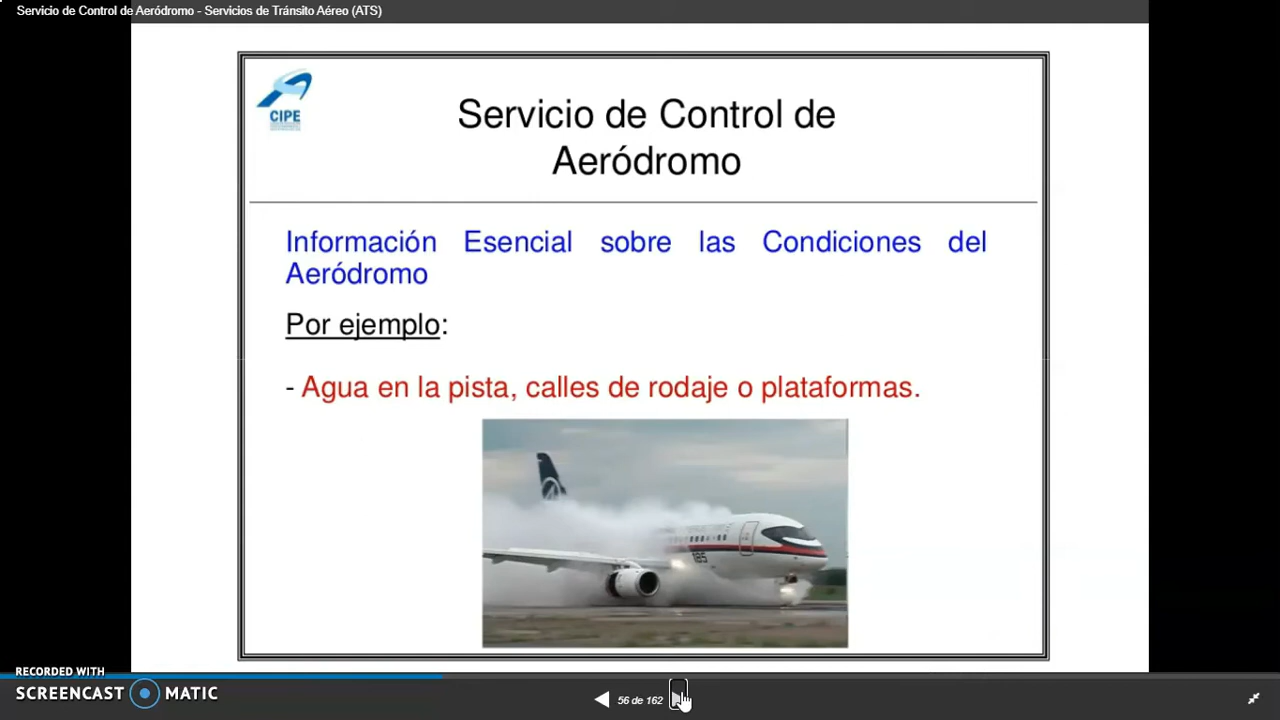 Servicio de Control de Aeródromo - Servicios de Tránsito Aéreo (ATS)
CIPE
Servicio de Control de
Aeródromo
Información Esencial sobre las Condiciones del
Aeródromo
Por ejemplo:
- Agua en la pista, calles de rodaje o plataformas.
RECORDED WITH
SCREENCAST MATIC
56 de 162